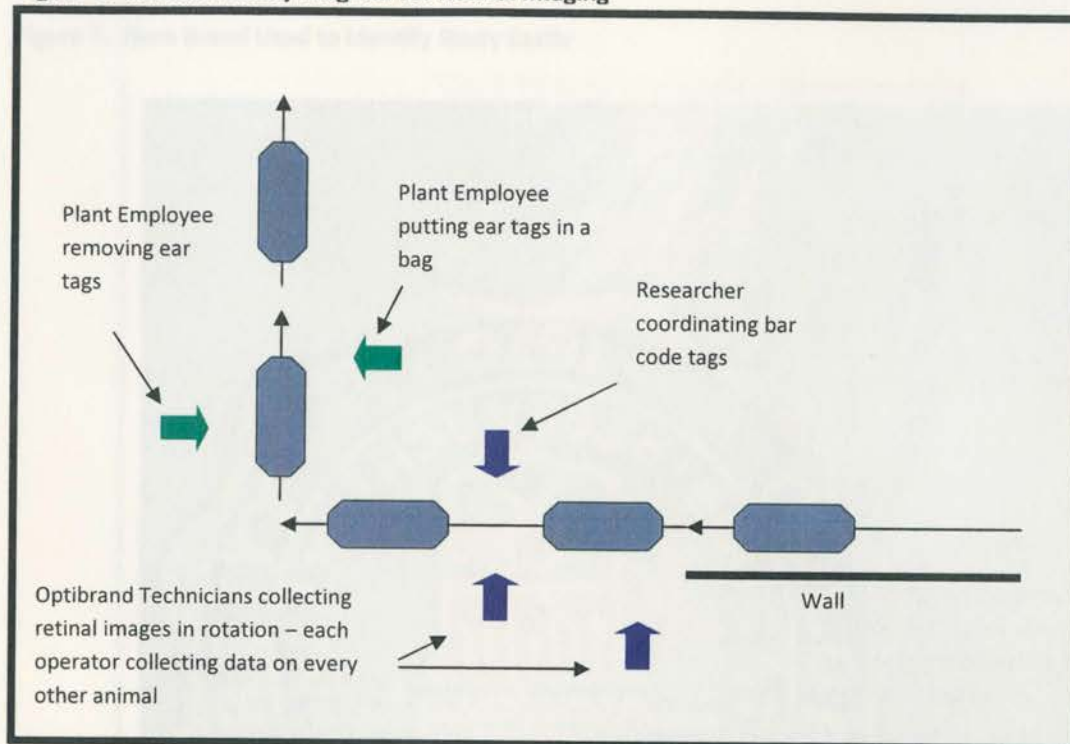 Plant Employee
removing ear
tags
Plant Employee
putting ear tags in a
bag
Researcher
coordinating bar
code tags
Wall
Optibrand Technicians collecting
retinal images in rotation – each
operator collecting data on every
other animal